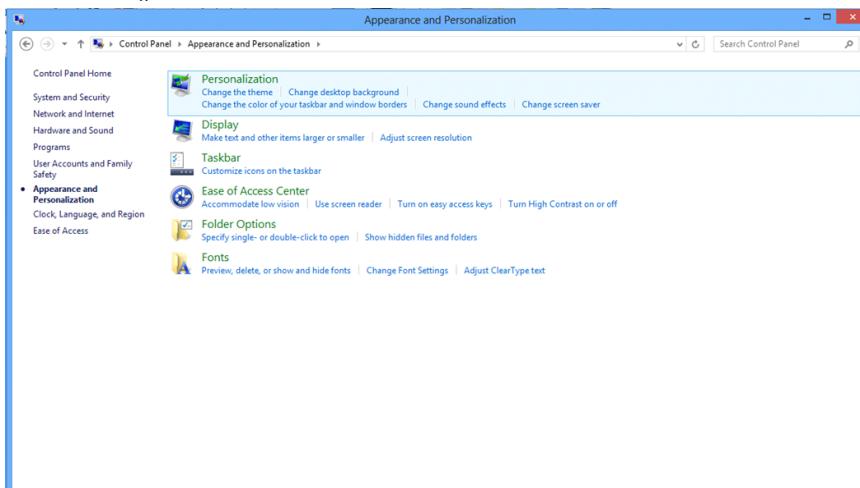 Appearance and Personalization
Control Panel Appearance and Personalization
Search Control Panel
Control Panel Home
System and Security
Network and Internet
Hardware and Sound
Programs
User Accounts and Family
Safety
Appearance and
Personalization
Clock, Language, and Region
Ease of Access
Personalization
Change the theme Change desktop background
Change the color of your taskbar and window borders Change sound effects Change screen saver
Display
Make text and other items larger or smaller Adjust screen resolution
Taskbar
Customize icons on the taskbar
Ease of Access Center
Accommodate low vision Use screen reader Turn on easy access keys Turn High Contrast on or off
Folder Options
Specify single- or double-click to open Show hidden files and folders
Fonts
Preview, delete, or show and hide fonts Change Font Settings Adjust ClearType text